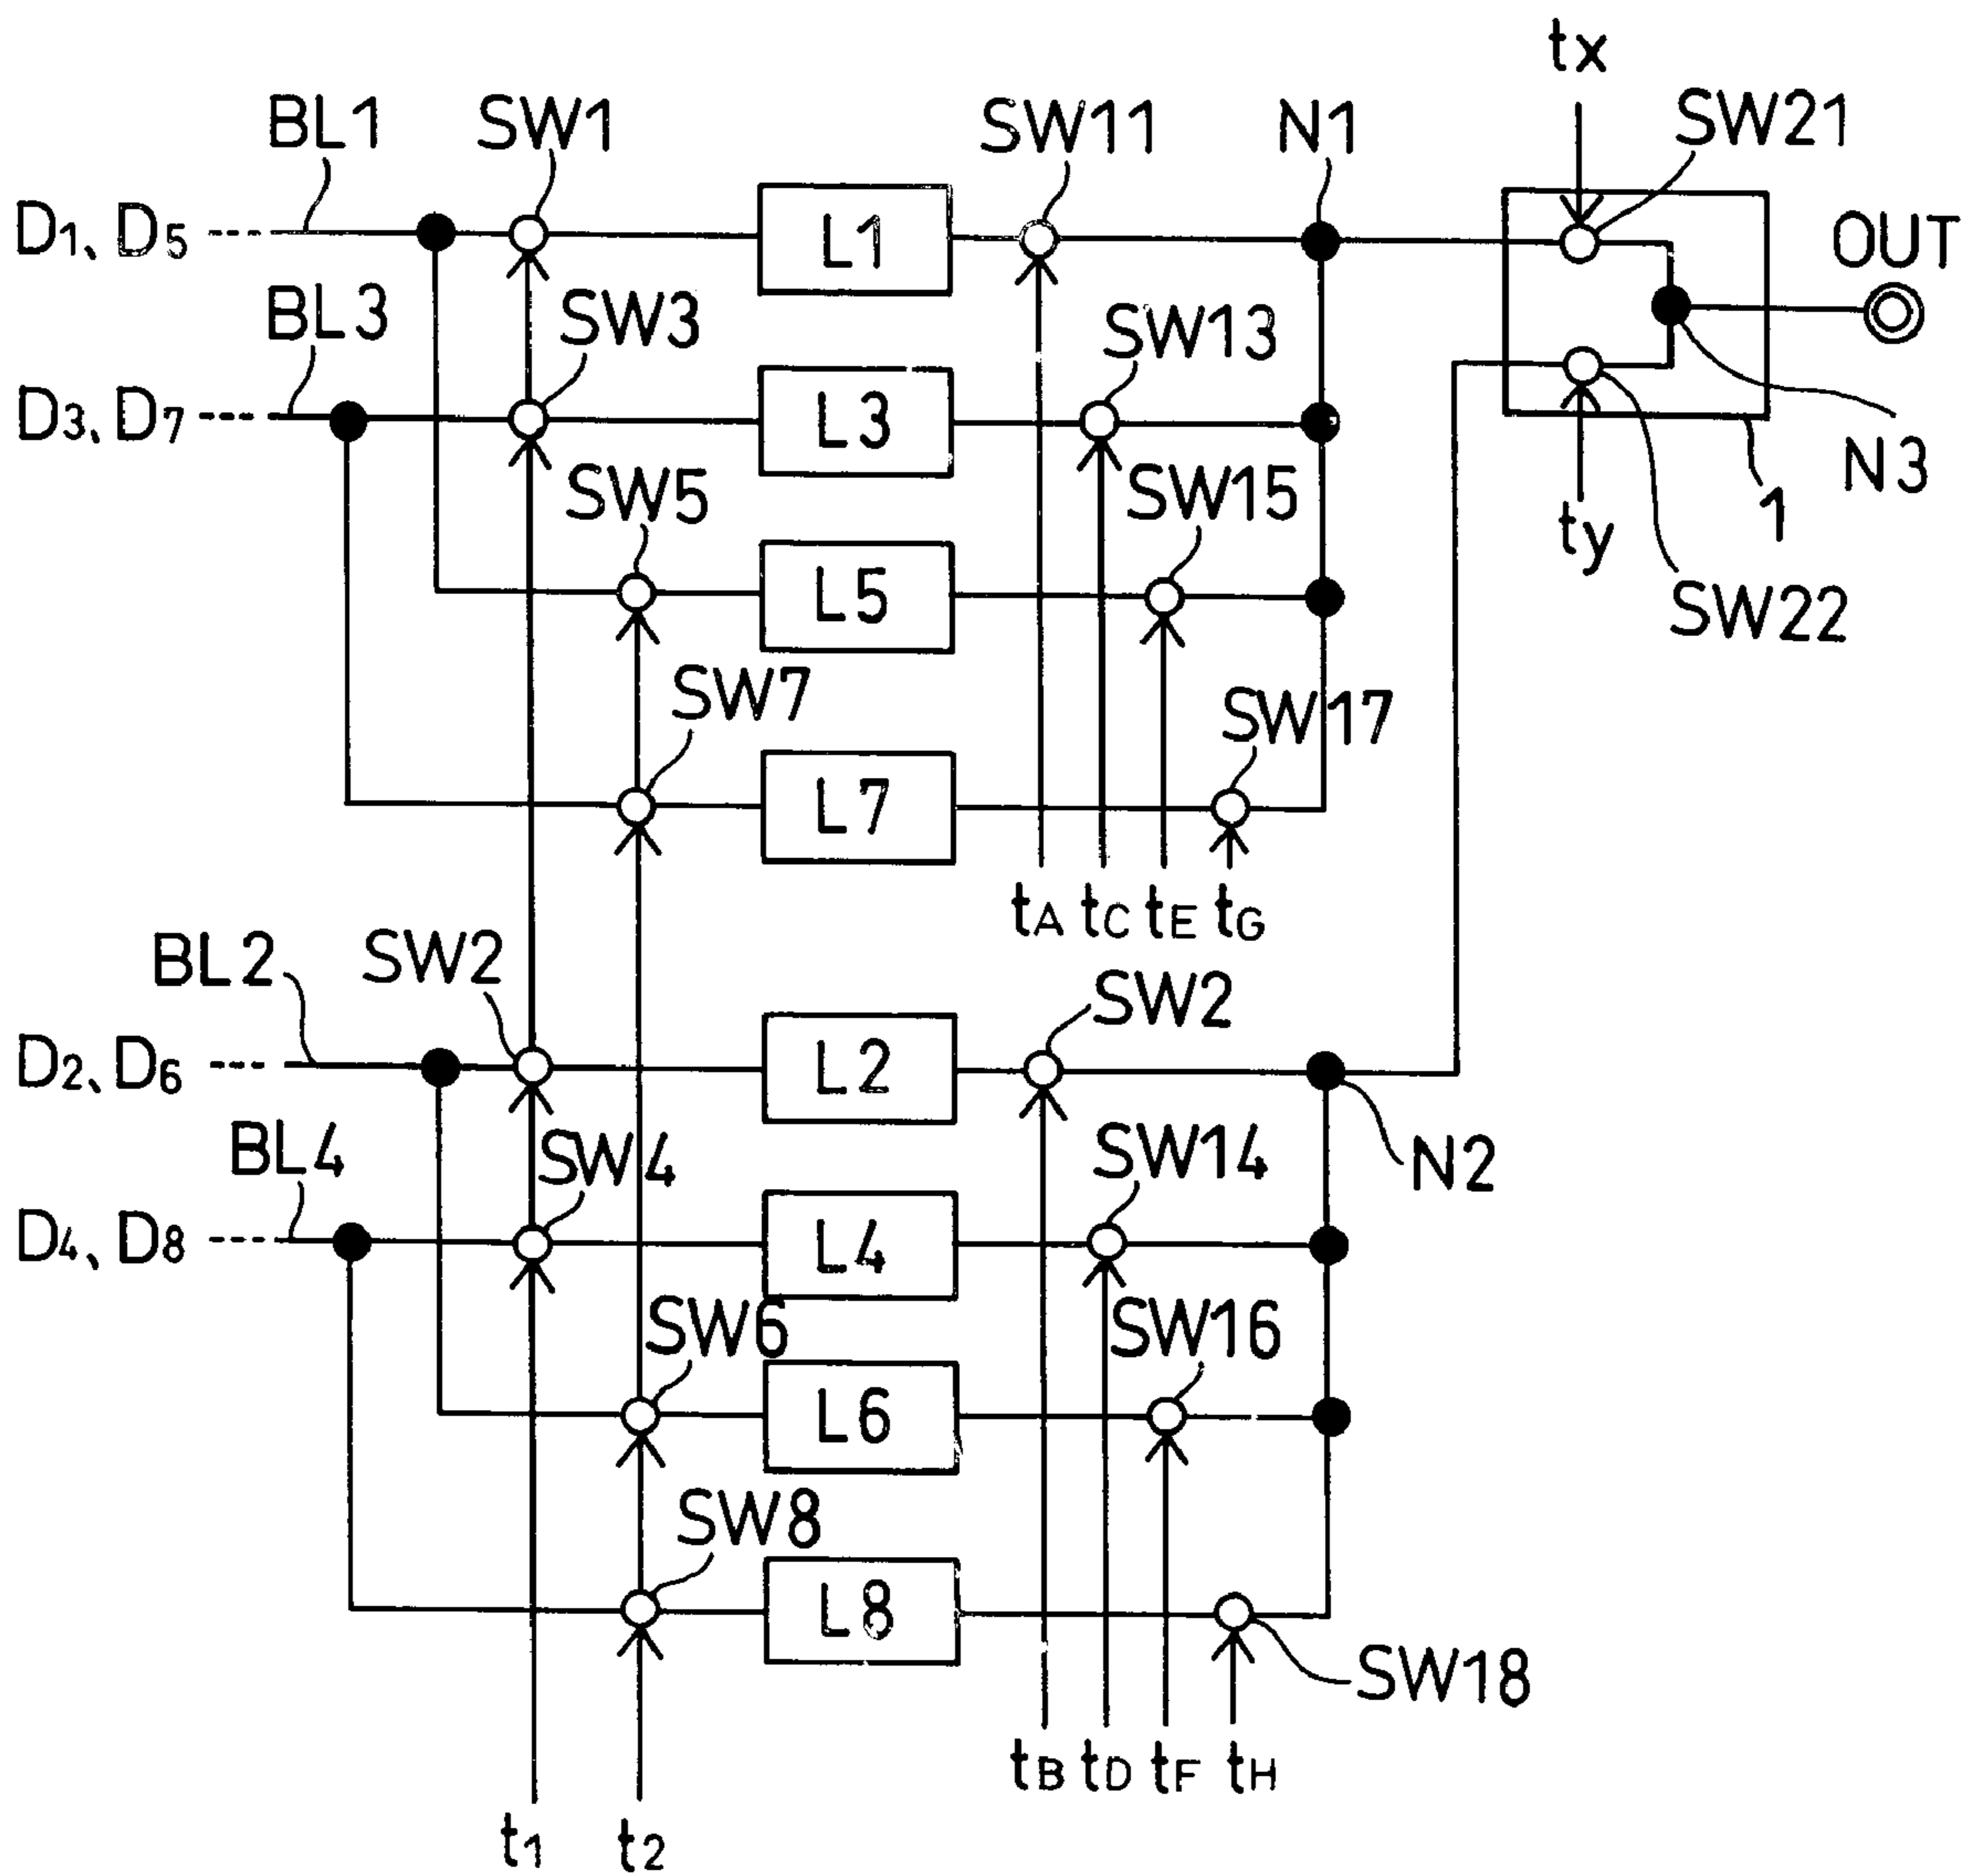 tx
BL1
SW1
SW11
N1
SW21
D1、D5
L1
OUT
BL3
SW3
SW13
D3、D7
L3
N3
SW5
SW15
1
ty
L5
SW22
SW7
SW17
L7
tA tC tE tG
BL2
SW2
SW2
D2、D6
L2
BL4
SW4
SW14
N2
D4、D8
L4
SW6
SW16
L6
SW8
L8
SW18
tB tD tF tH
t1
t2